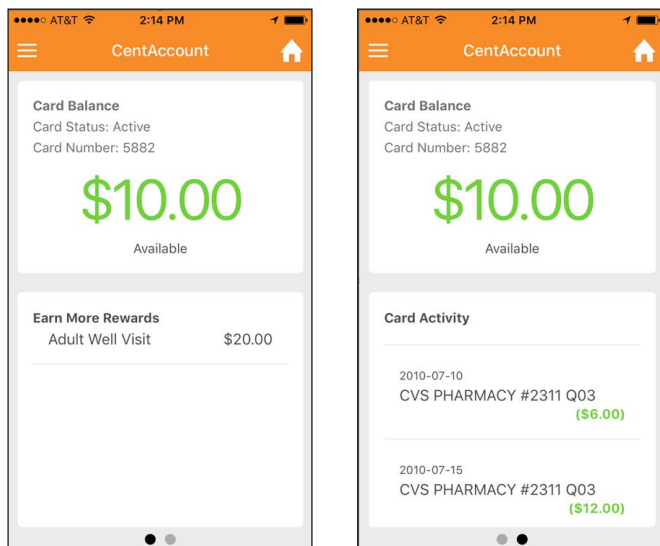 AT&T 2:14 PM
CentAccount
Card Balance
Card Status: Active
Card Number: 5882
$10.00
Available
Earn More Rewards
Adult Well Visit $20.00
AT&T 2:14 PM
CentAccount
Card Balance
Card Status: Active
Card Number: 5882
$10.00
Available
Card Activity
2010-07-10
CVS PHARMACY #2311 Q03
($6.00)
2010-07-15
CVS PHARMACY #2311 Q03
($12.00)